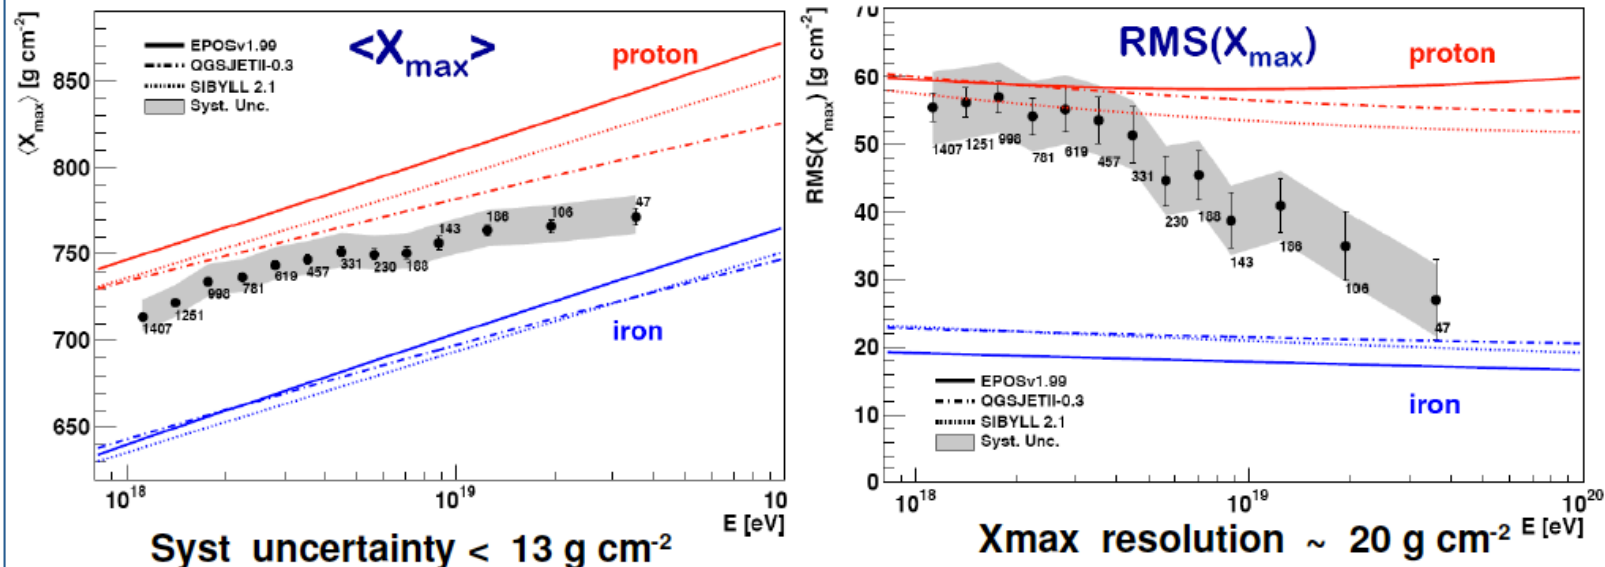 <Xmax>
proton
EPOSv1.99
QGSJETII-0.3
SIBYLL 2.1
Syst. Unc.
⟨Xmax⟩ [g cm-2]
850
800
750
700
650
1407
1251
998
781
619
457
331
230
188
143
186
106
47
iron
10^18
10^19
10
E [eV]
Syst uncertainty < 13 g cm-2
RMS(Xmax)
proton
RMS(Xmax) [g cm-2]
70
60
50
40
30
20
10
0
1407
1251
998
781
619
457
331
230
188
143
186
106
47
EPOSv1.99
QGSJETII-0.3
SIBYLL 2.1
Syst. Unc.
iron
10^18
10^19
10^20
E [eV]
Xmax resolution ~ 20 g cm-2